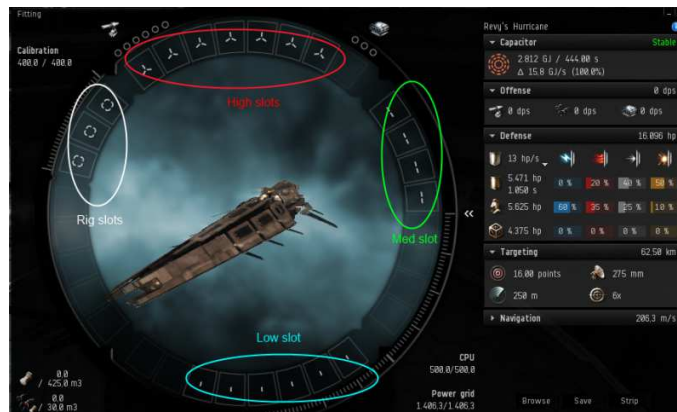 Fitting
Calibration
400.0 / 400.0
High slots
Rig slots
Med slot
Low slot
«
CPU
500.0/500.0
Power grid
1 406.3/1 406.3
0.0
/ 425.0 m3
0.0
/ 30.0 m3
Revy's Hurricane
Capacitor Stable
2.812 GJ / 444.00 s
Δ 15.8 GJ/s (100.0%)
Offense 0 dps
0 dps 0 dps 0 dps
Defense 16.096 hp
13 hp/s
5.471 hp
1.050 s
0 % 20 % 40 % 50 %
5.625 hp 60 % 35 % 25 % 10 %
4.375 hp 0 % 0 % 0 % 0 %
Targeting 62.50 km
16.00 points 275 mm
250 m 6x
Navigation 206.3 m/s
Browse Save Strip